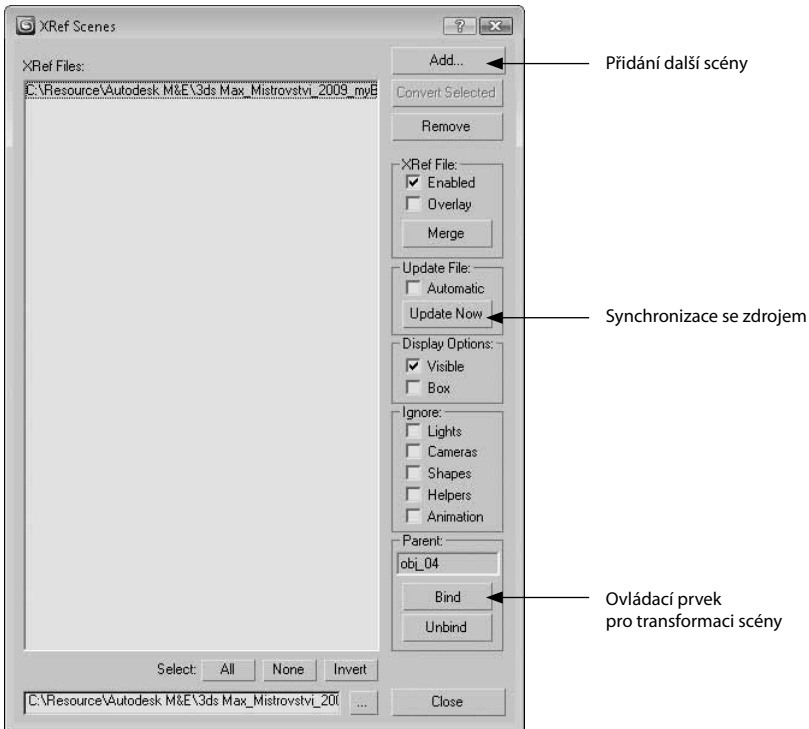 XRef Scenes
XRef Files:
C:\Resource\Autodesk M&E\3ds Max_Mistrovstvi_2009_myB
Add...
Přidání další scény
Convert Selected
Remove
XRef File:
Enabled
Overlay
Merge
Update File:
Automatic
Update Now
Synchronizace se zdrojem
Display Options:
Visible
Box
Ignore:
Lights
Cameras
Shapes
Helpers
Animation
Parent:
obj_04
Bind
Ovládací prvek
pro transformaci scény
Unbind
Select: All None Invert
C:\Resource\Autodesk M&E\3ds Max_Mistrovstvi_200 ... Close